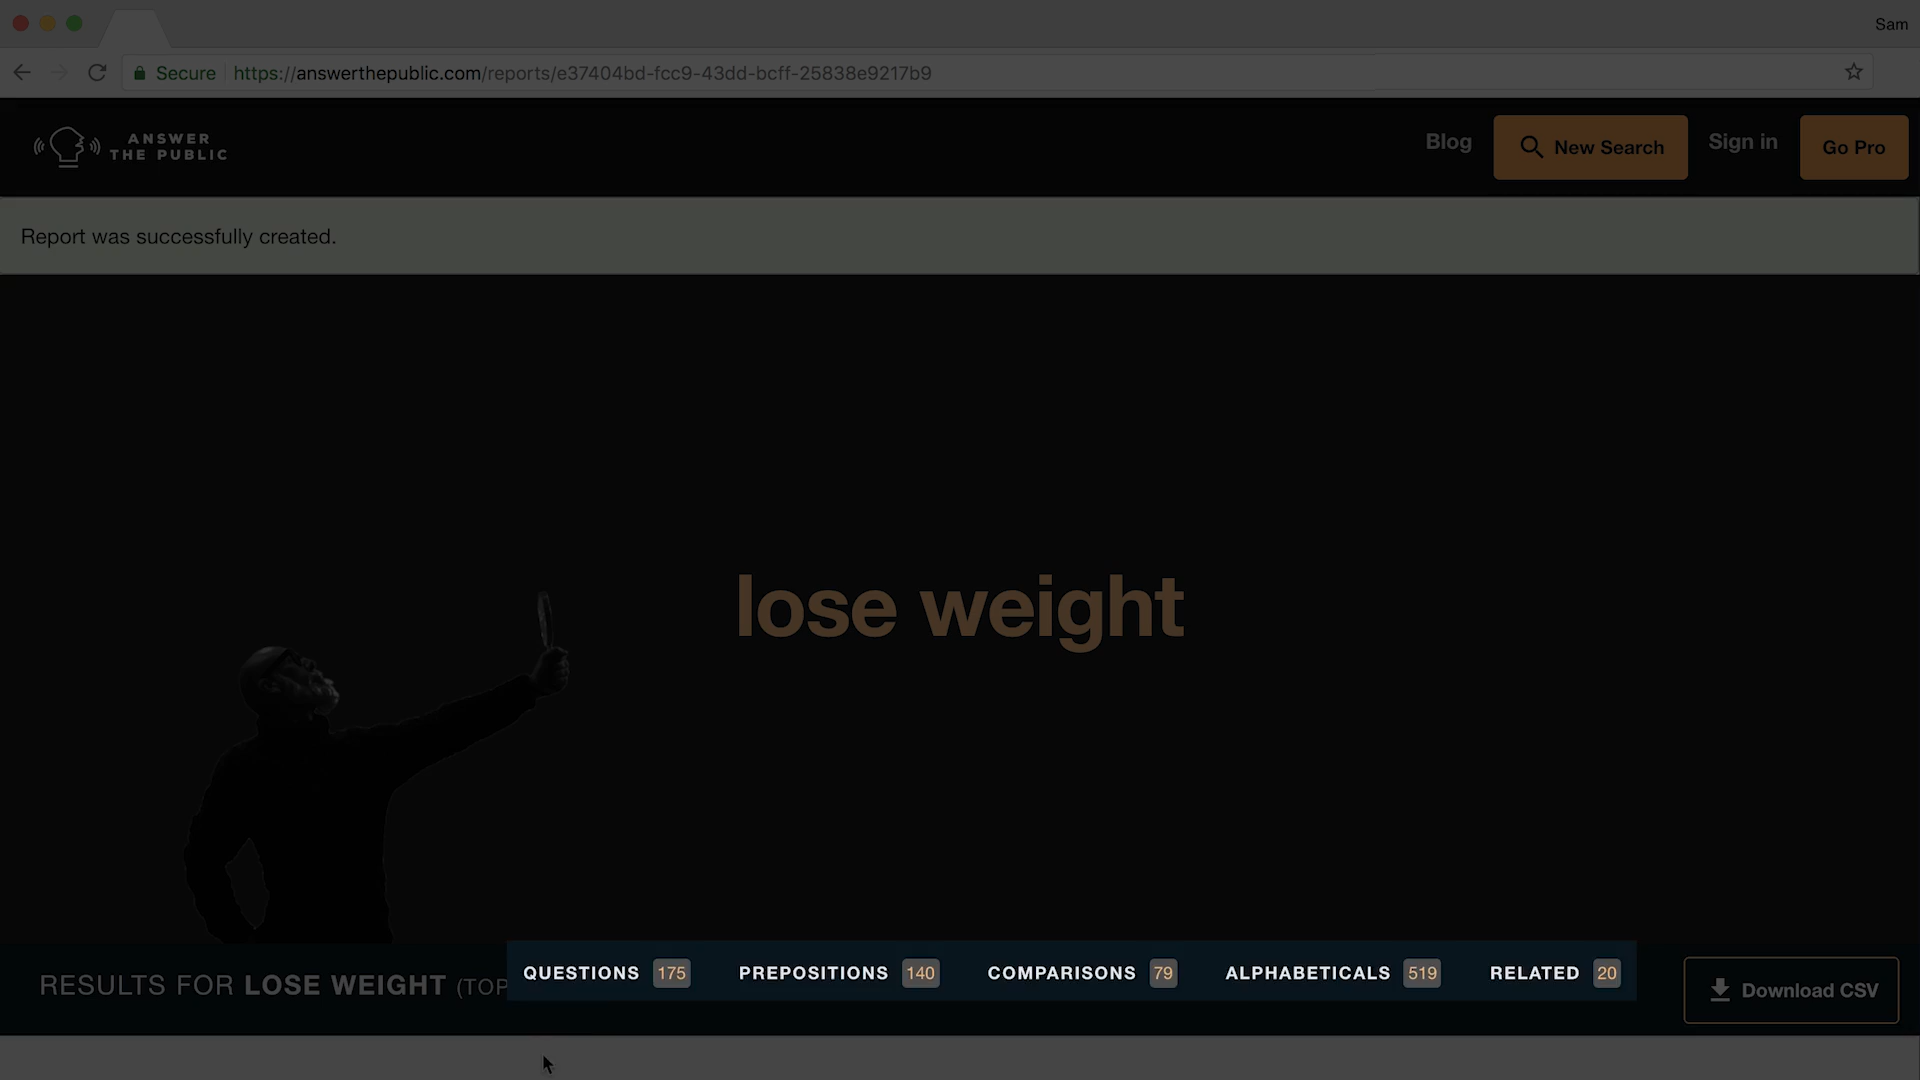 Sam
Secure https://answerthepublic.com/reports/e37404bd-fcc9-43dd-bcff-25838e9217b9
ANSWER
THE PUBLIC
Blog
New Search
Sign in
Go Pro
Report was successfully created.
lose weight
RESULTS FOR LOSE WEIGHT (TOP
QUESTIONS 175
PREPOSITIONS 140
COMPARISONS 79
ALPHABETICALS 519
RELATED 20
Download CSV